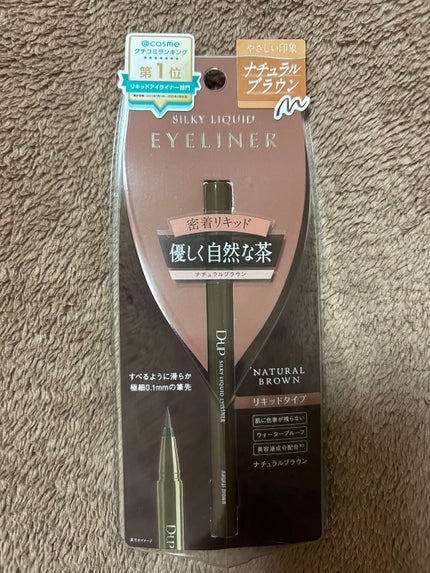 @cosme
クチコミランキング
★★★★★★★
第1位
リキッドアイライナー部門
やさしい印象
ナチュラル
ブラウン
SILKY LIQUID
EYELINER
密着リキッド
優しく自然な茶
ナチュラルブラウン
D-UP SILKY LIQUID EYELINER
natural brown
すべるように滑らか
極細0.1mmの筆先
NATURAL
BROWN
リキッドタイプ
肌に色素が残らない
ウォータープルーフ
美容液成分配合
ナチュラルブラウン
D-UP